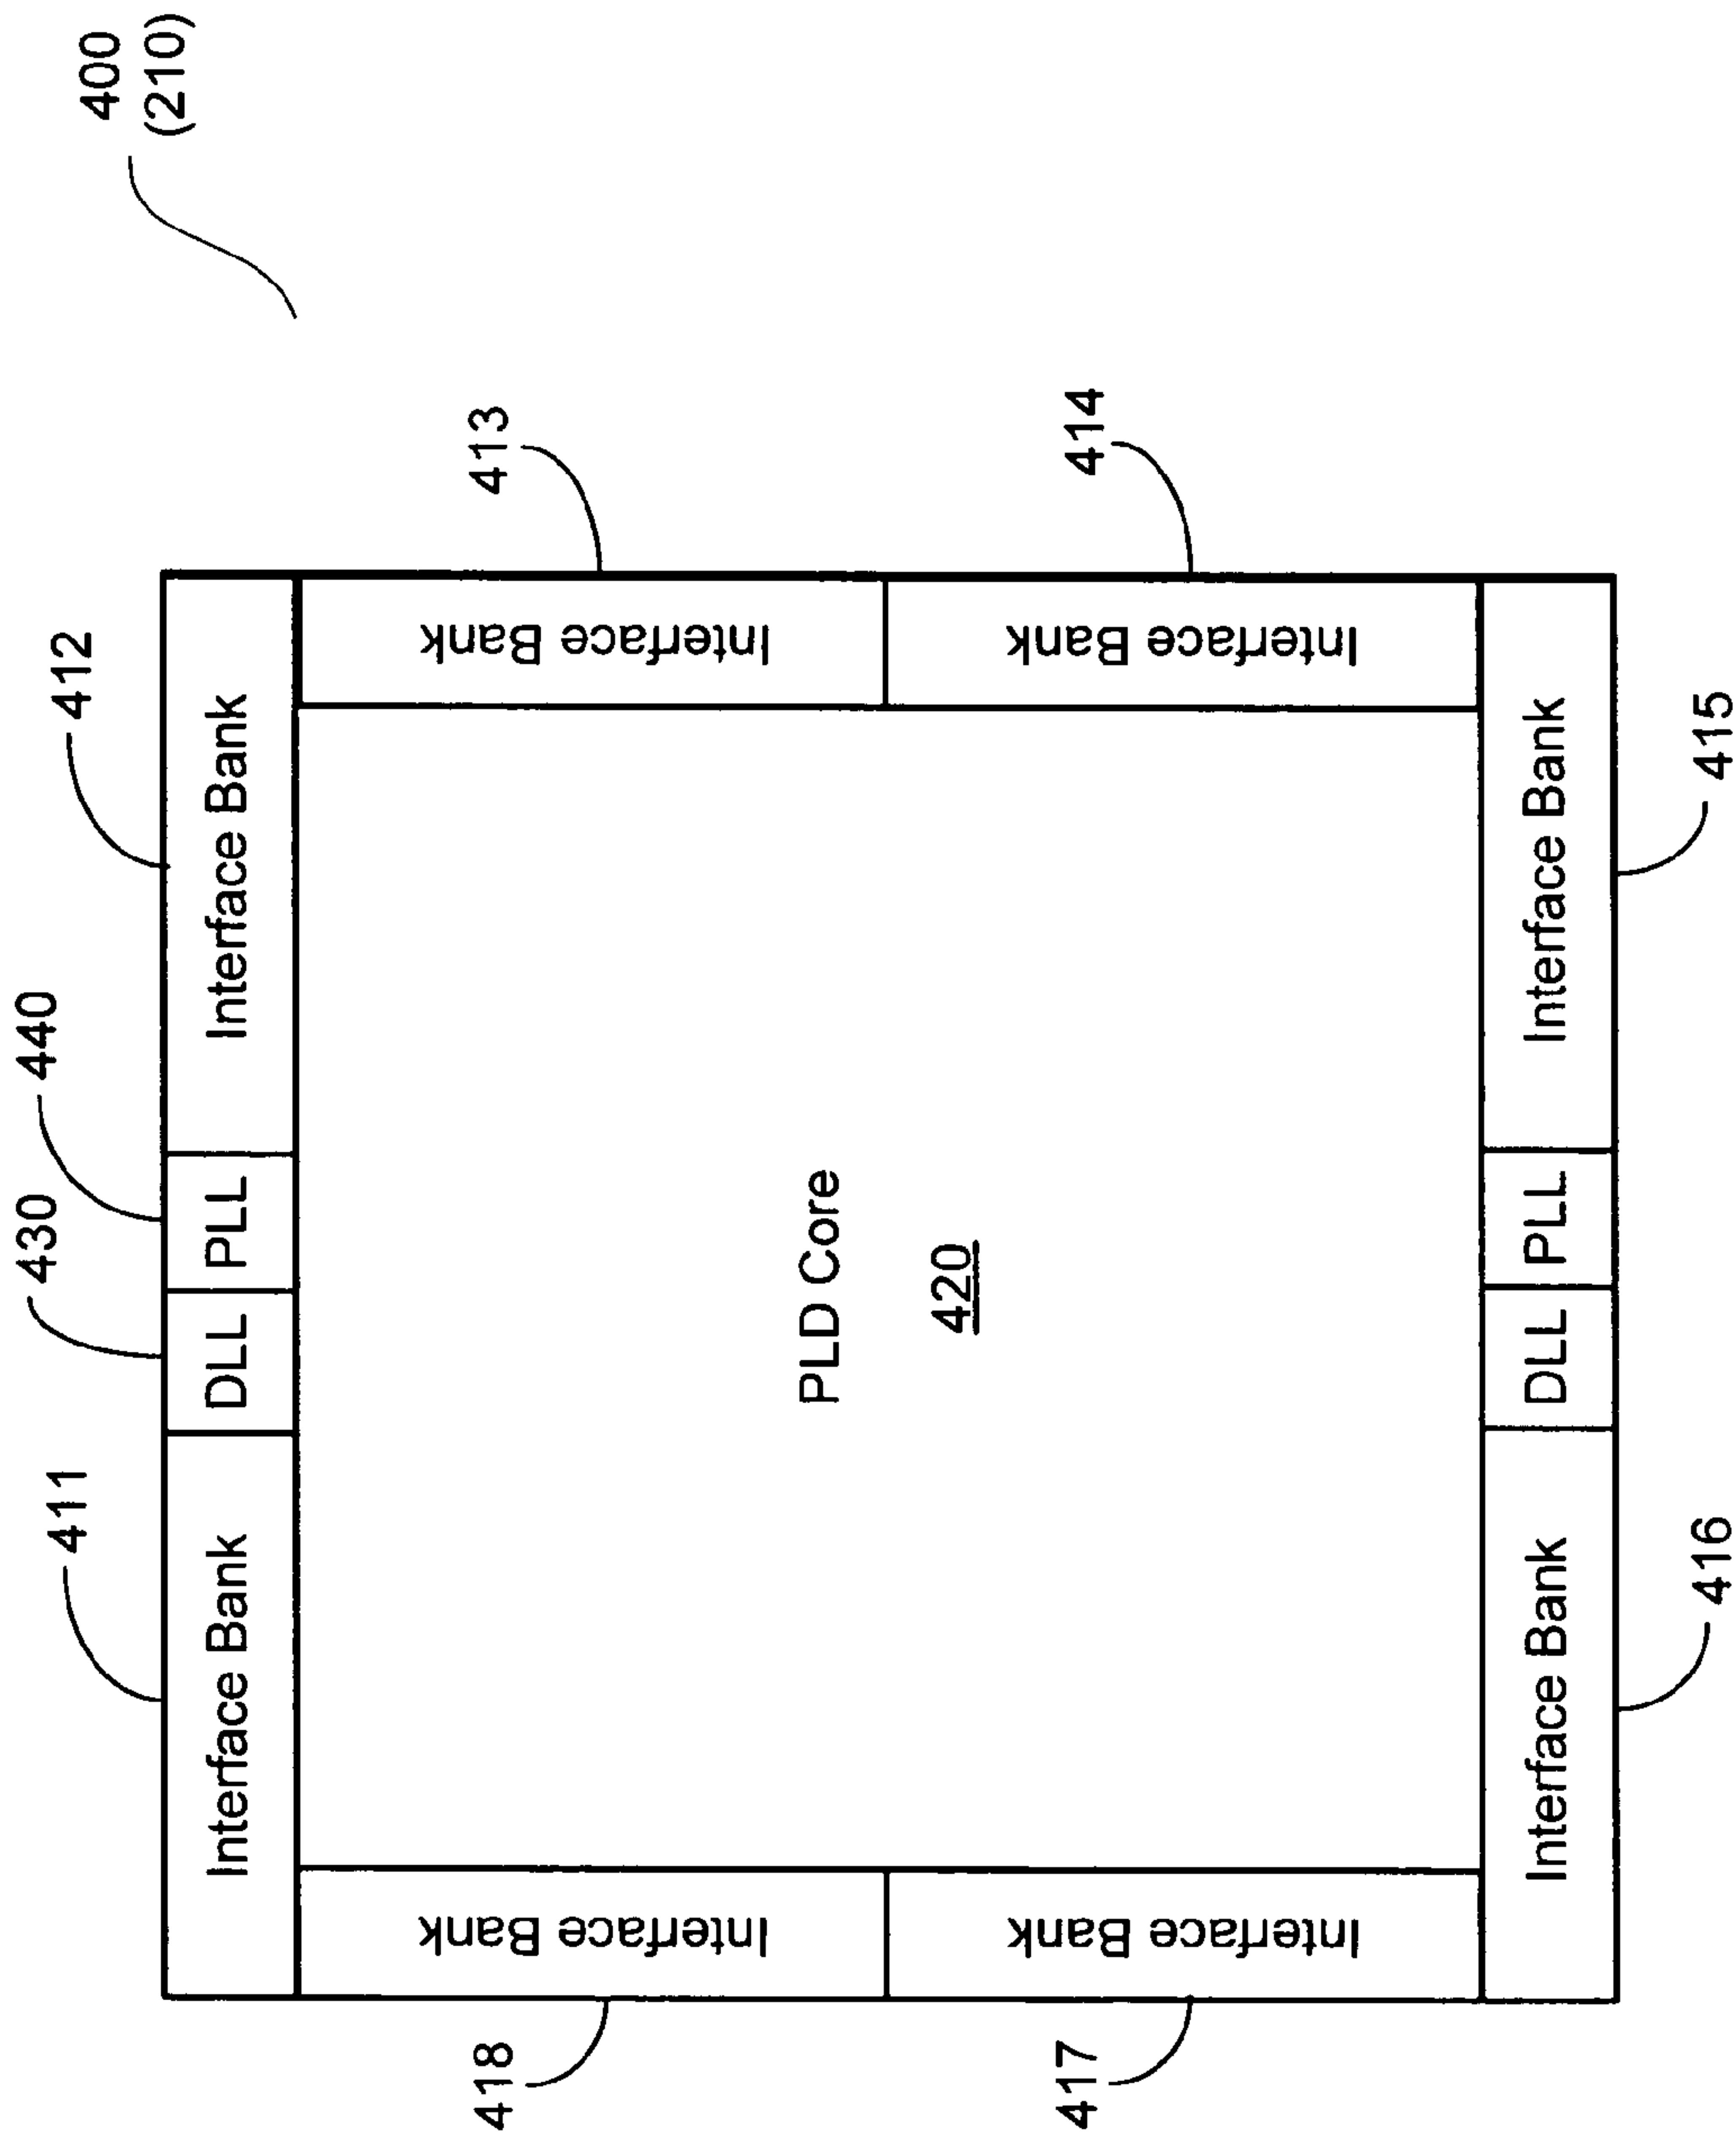 400
(210)
411
430
440
412
Interface Bank
DLL
PLL
Interface Bank
418
Interface Bank
Interface Bank
413
PLD Core
420
417
Interface Bank
Interface Bank
414
Interface Bank
DLL
PLL
Interface Bank
416
415